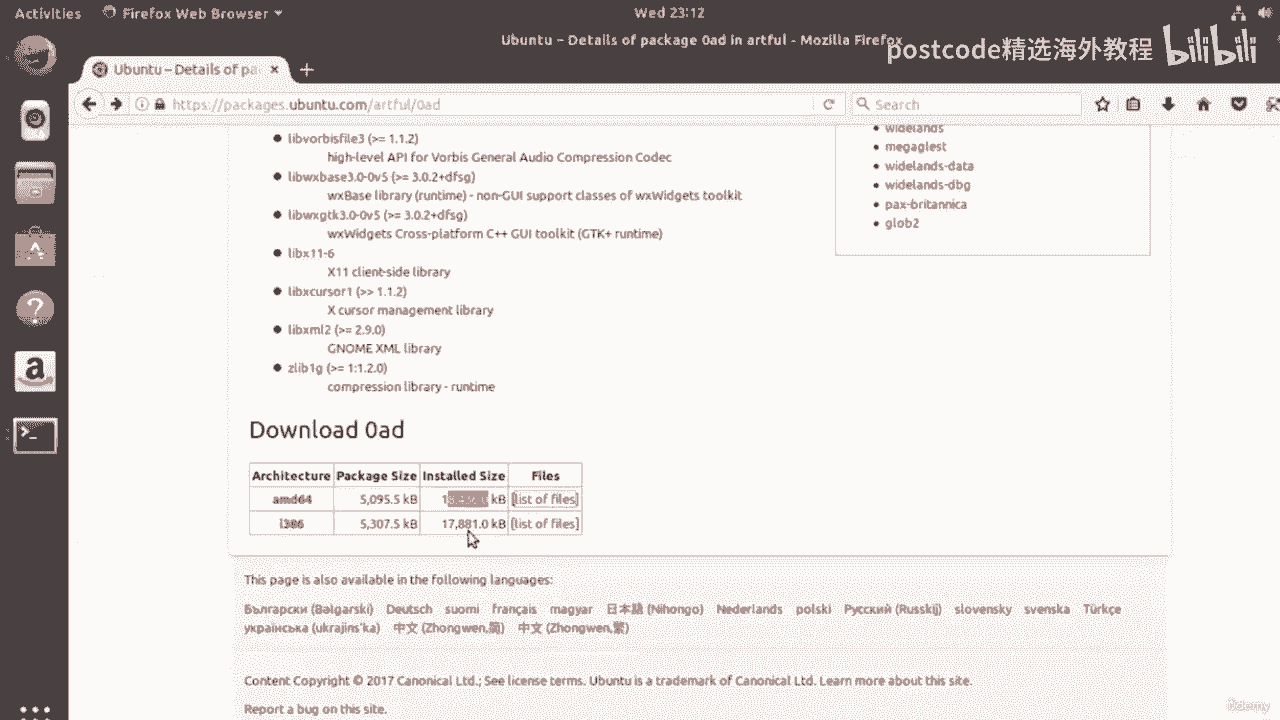 Activities Firefox Web Browser Wed 23:12
Ubuntu – Details of package 0ad in artful - Mozilla Firefox
postcode精选海外教程 bilibili
Ubuntu – Details of pa × +
https://packages.ubuntu.com/artful/0ad Search
libvorbisfile3 (>= 1.1.2)
high-level API for Vorbis General Audio Compression Codec
libwxbase3.0-0v5 (>= 3.0.2+dfsg)
wxBase library (runtime) - non-GUI support classes of wxWidgets toolkit
libwxgtk3.0-0v5 (>= 3.0.2+dfsg)
wxWidgets Cross-platform C++ GUI toolkit (GTK+ runtime)
libx11-6
X11 client-side library
libxcursor1 (>> 1.1.2)
X cursor management library
libxml2 (>= 2.9.0)
GNOME XML library
zlib1g (>= 1:1.2.0)
compression library - runtime
widelands
megaglest
widelands-data
widelands-dbg
pax-britannica
glob2
Download 0ad
Architecture Package Size Installed Size Files
amd64 5,095.5 kB kB [list of files]
i386 5,307.5 kB 17,881.0 kB [list of files]
This page is also available in the following languages:
Български (Bəlgarski) Deutsch suomi français magyar 日本語 (Nihongo) Nederlands polski Русский (Russkij) slovensky svenska Türkçe
українська (ukrajins'ka) 中文 (Zhongwen,简) 中文 (Zhongwen,繁)
Content Copyright © 2017 Canonical Ltd.; See license terms. Ubuntu is a trademark of Canonical Ltd. Learn more about this site.
Report a bug on this site.
ûdemy